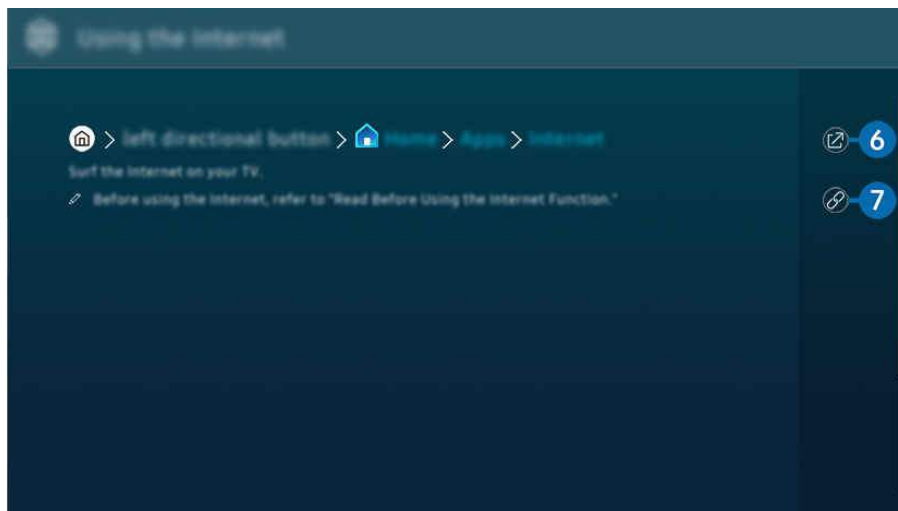 Using the Internet
> left directional button > Home > Apps > Internet
Surf the Internet on your TV.
Before using the Internet, refer to "Read Before Using the Internet Function."
6
7